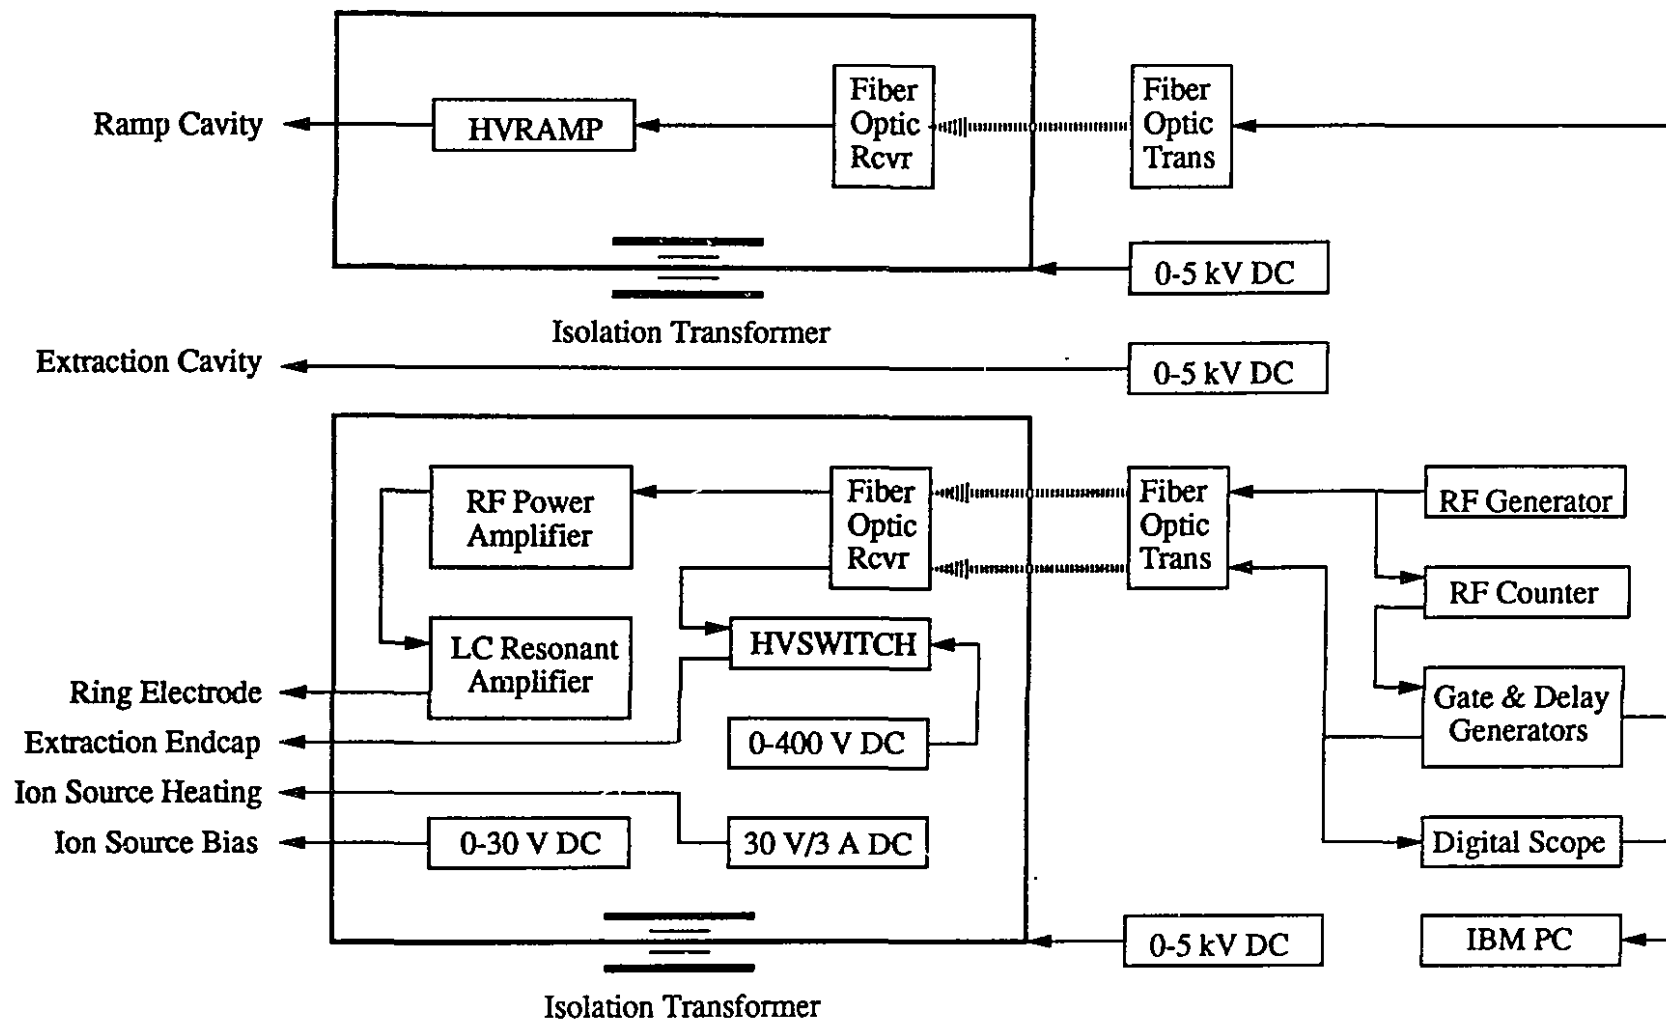 Ramp Cavity
HVRAMP
Fiber
Optic
Rcvr
Fiber
Optic
Trans
0-5 kV DC
Isolation Transformer
Extraction Cavity
0-5 kV DC
RF Power
Amplifier
Fiber
Optic
Rcvr
Fiber
Optic
Trans
RF Generator
RF Counter
LC Resonant
Amplifier
HVSWITCH
Ring Electrode
Gate & Delay
Generators
Extraction Endcap
0-400 V DC
Ion Source Heating
Ion Source Bias
0-30 V DC
30 V/3 A DC
Digital Scope
0-5 kV DC
IBM PC
Isolation Transformer